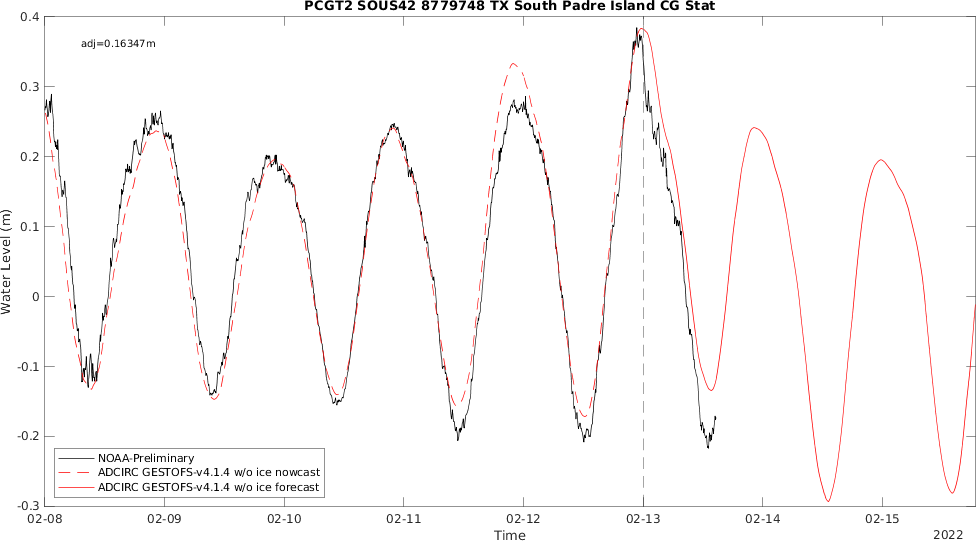 PCGT2 SOUS42 8779748 TX South Padre Island CG Stat
adj=0.16347m
0.4
0.3
0.2
0.1
0
-0.1
-0.2
-0.3
Water Level (m)
NOAA-Preliminary
ADCIRC GESTOFS-v4.1.4 w/o ice nowcast
ADCIRC GESTOFS-v4.1.4 w/o ice forecast
02-08 02-09 02-10 02-11 02-12 02-13 02-14 02-15
Time
2022